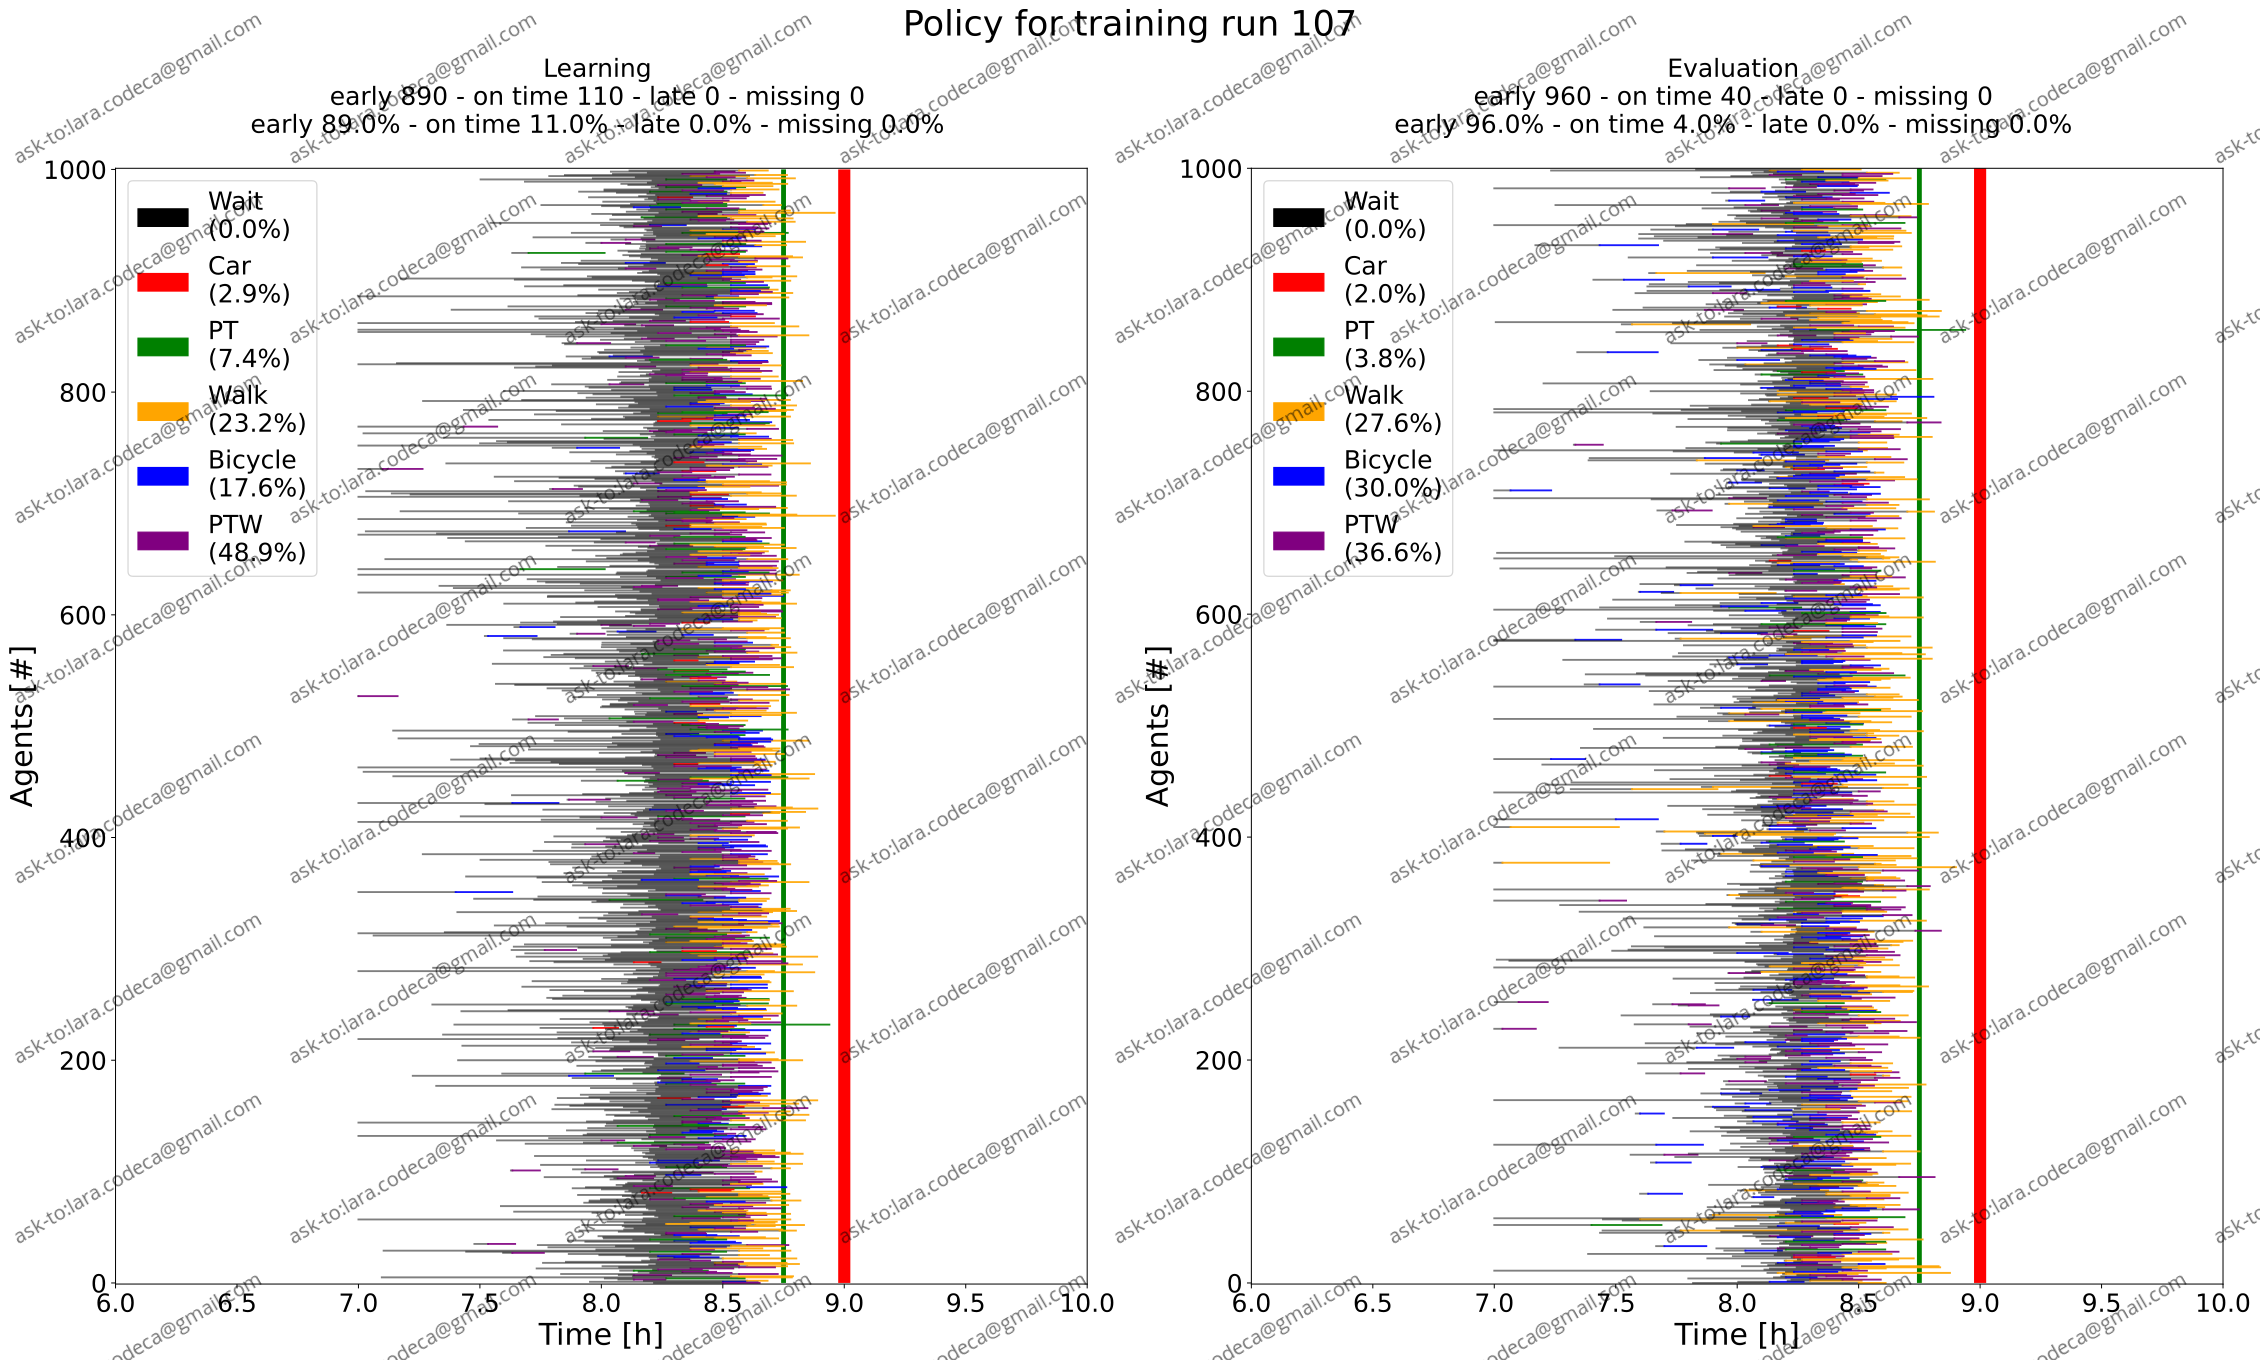 Policy for training run 107
Learning
early 890 - on time 110 - late 0 - missing 0
early 89.0% - on time 11.0% - late 0.0% - missing 0.0%
Agents [#]
1000
800
600
400
200
0
Wait
(0.0%)
Car
(2.9%)
PT
(7.4%)
Walk
(23.2%)
Bicycle
(17.6%)
PTW
(48.9%)
6.0 6.5 7.0 7.5 8.0 8.5 9.0 9.5 10.0
Time [h]
Evaluation
early 960 - on time 40 - late 0 - missing 0
early 96.0% - on time 4.0% - late 0.0% - missing 0.0%
Agents [#]
1000
800
600
400
200
0
Wait
(0.0%)
Car
(2.0%)
PT
(3.8%)
Walk
(27.6%)
Bicycle
(30.0%)
PTW
(36.6%)
6.0 6.5 7.0 7.5 8.0 8.5 9.0 9.5 10.0
Time [h]
ask-to:lara.codeca@gmail.com